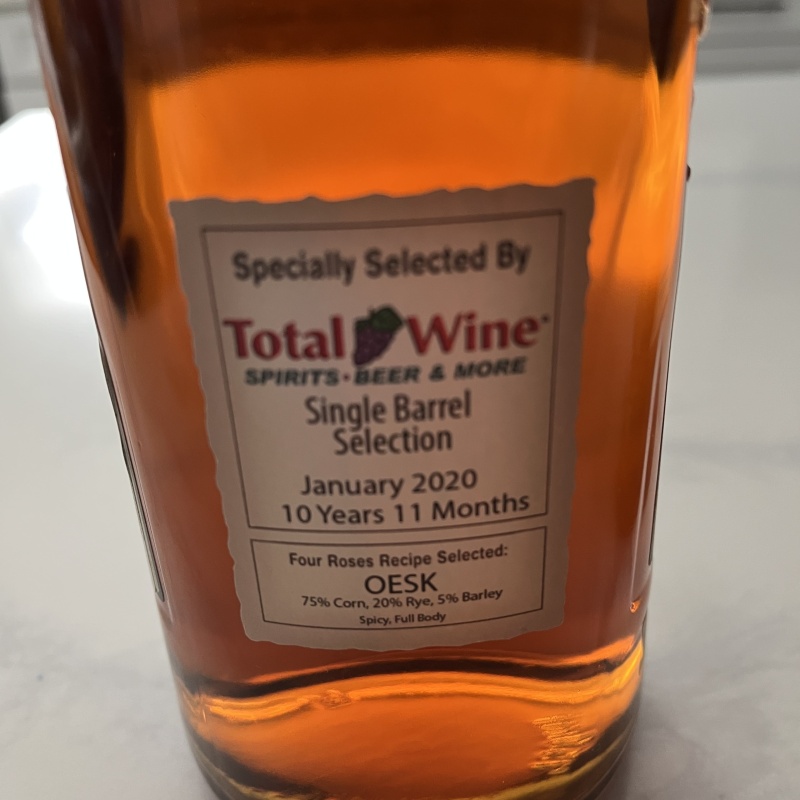 Specially Selected By
Total Wine
SPIRITS • BEER & MORE
Single Barrel
Selection
January 2020
10 Years 11 Months
Four Roses Recipe Selected:
OESK
75% Corn, 20% Rye, 5% Barley
Spicy, Full Body